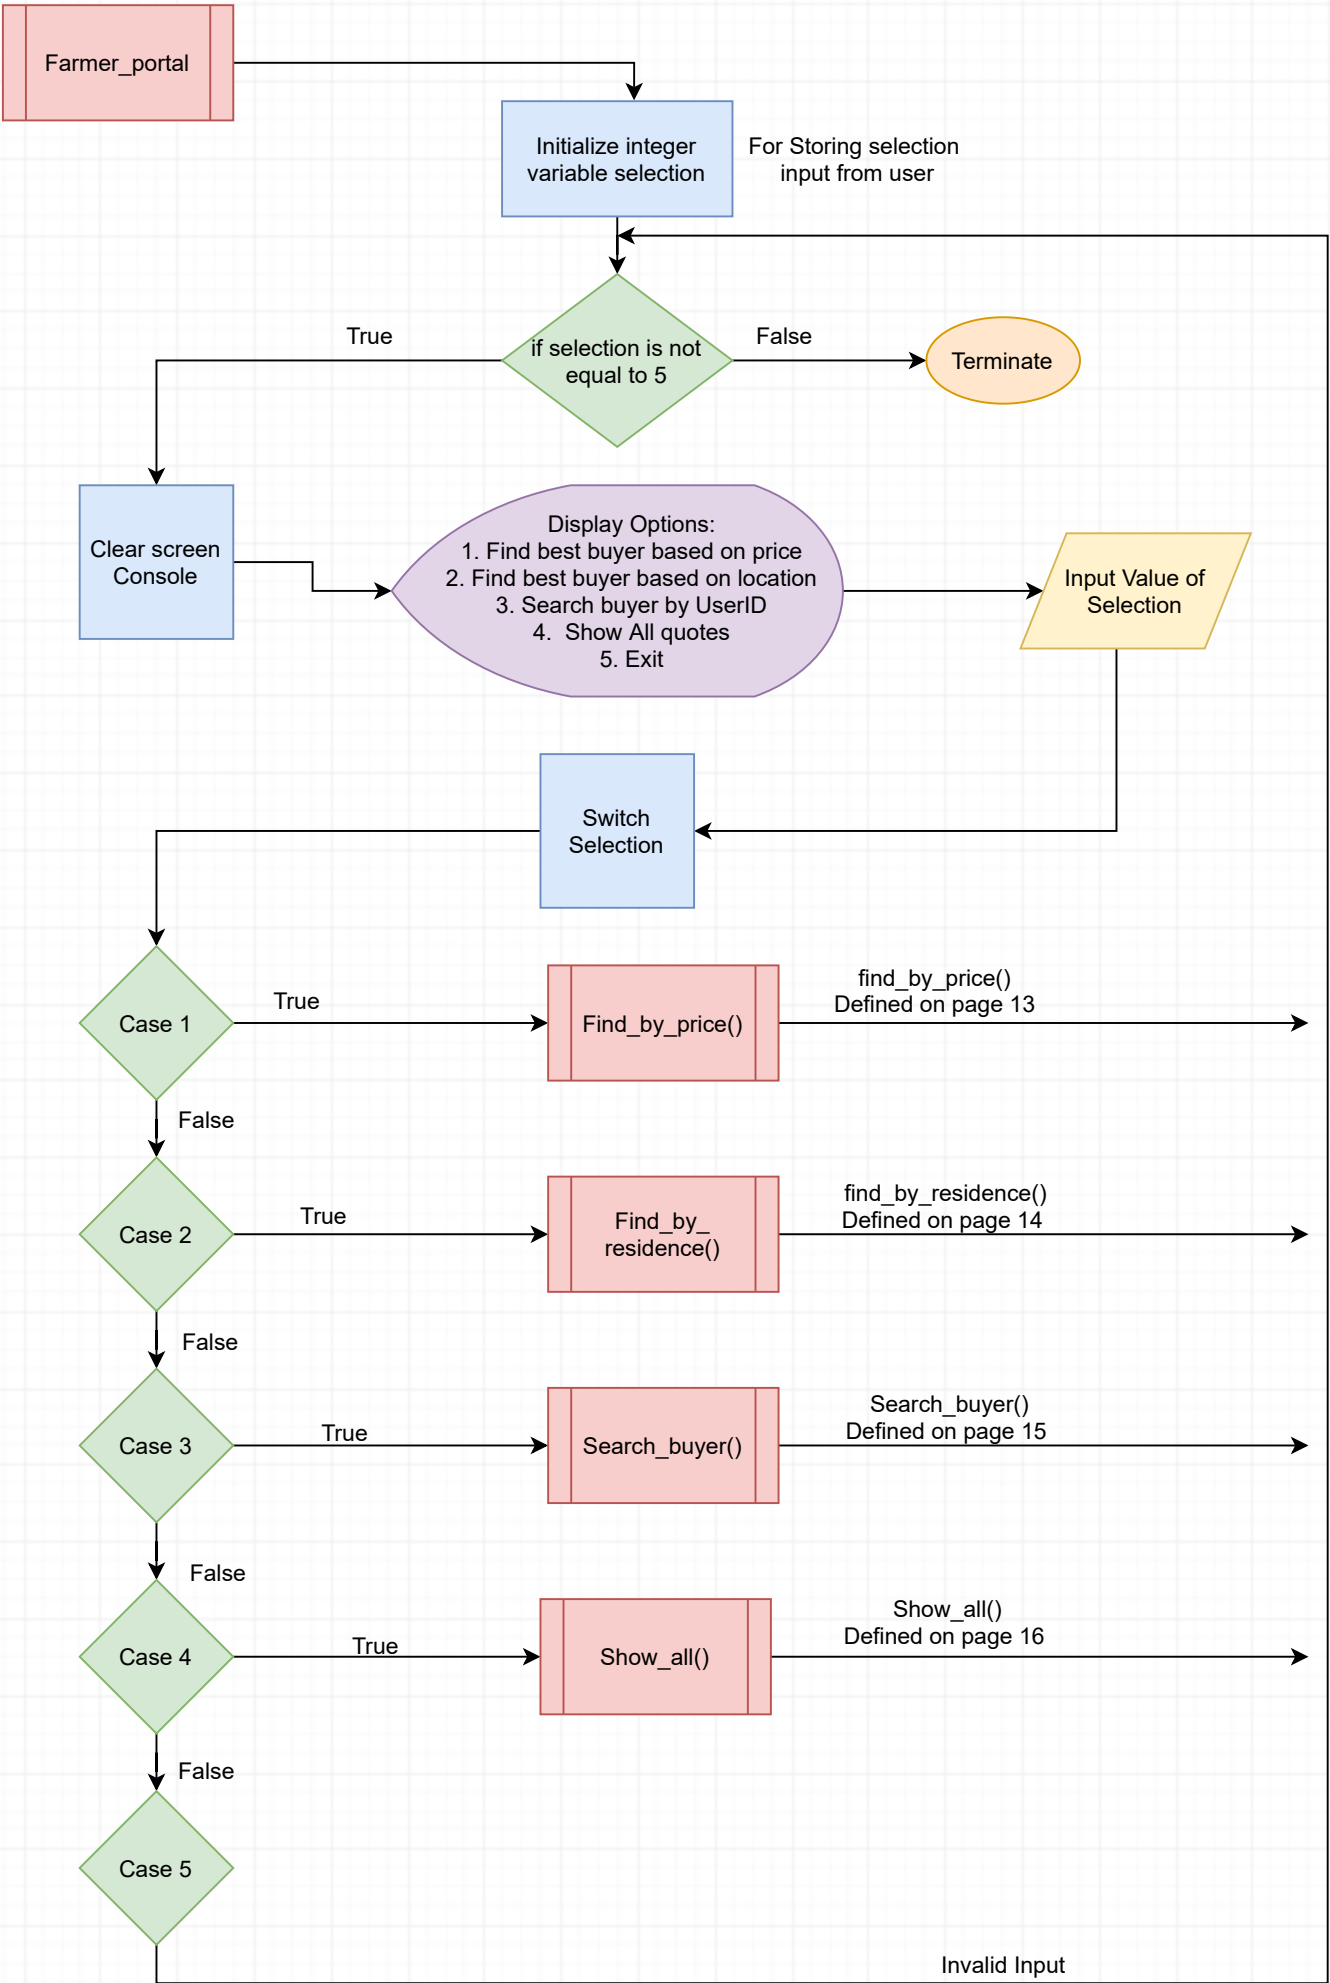 Farmer_portal
Initialize integer
variable selection
For Storing selection
input from user
True
if selection is not
equal to 5
False
Terminate
Clear screen
Console
Display Options:
1. Find best buyer based on price
2. Find best buyer based on location
3. Search buyer by UserID
4.  Show All quotes
5. Exit
Input Value of
Selection
Switch
Selection
Case 1
True
Find_by_price()
find_by_price()
Defined on page 13
False
Case 2
True
Find_by_
residence()
find_by_residence()
Defined on page 14
False
Case 3
True
Search_buyer()
Search_buyer()
Defined on page 15
False
Case 4
True
Show_all()
Show_all()
Defined on page 16
False
Case 5
Invalid Input